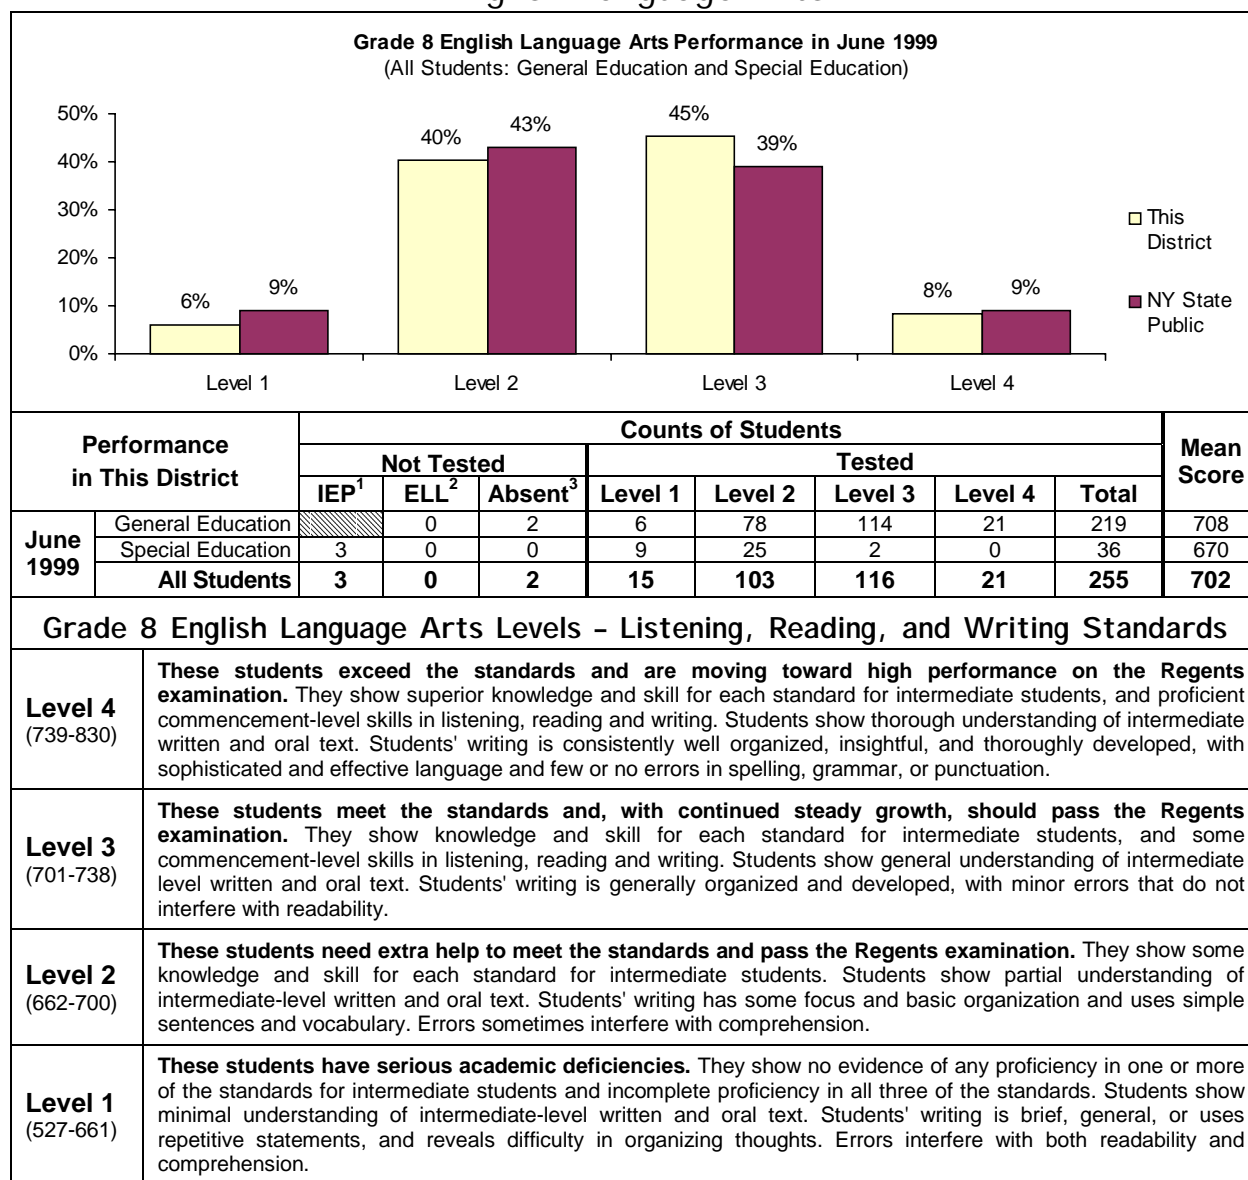 Grade 8 English Language Arts Performance in June 1999
(All Students: General Education and Special Education)
50%
40%
30%
20%
10%
0%
6%
9%
40%
43%
45%
39%
8%
9%
Level 1
Level 2
Level 3
Level 4
This
District
NY State
Public
Performance
in This District
Counts of Students
Mean
Score
Not Tested
Tested
IEP1 ELL2 Absent3 Level 1 Level 2 Level 3 Level 4 Total
June
1999
General Education 0 2 6 78 114 21 219 708
Special Education 3 0 0 9 25 2 0 36 670
All Students 3 0 2 15 103 116 21 255 702
Grade 8 English Language Arts Levels – Listening, Reading, and Writing Standards
Level 4
(739-830)
These students exceed the standards and are moving toward high performance on the Regents
examination. They show superior knowledge and skill for each standard for intermediate students, and proficient
commencement-level skills in listening, reading and writing. Students show thorough understanding of intermediate
written and oral text. Students' writing is consistently well organized, insightful, and thoroughly developed, with
sophisticated and effective language and few or no errors in spelling, grammar, or punctuation.
Level 3
(701-738)
These students meet the standards and, with continued steady growth, should pass the Regents
examination. They show knowledge and skill for each standard for intermediate students, and some
commencement-level skills in listening, reading and writing. Students show general understanding of intermediate
level written and oral text. Students' writing is generally organized and developed, with minor errors that do not
interfere with readability.
Level 2
(662-700)
These students need extra help to meet the standards and pass the Regents examination. They show some
knowledge and skill for each standard for intermediate students. Students show partial understanding of
intermediate-level written and oral text. Students' writing has some focus and basic organization and uses simple
sentences and vocabulary. Errors sometimes interfere with comprehension.
Level 1
(527-661)
These students have serious academic deficiencies. They show no evidence of any proficiency in one or more
of the standards for intermediate students and incomplete proficiency in all three of the standards. Students show
minimal understanding of intermediate-level written and oral text. Students' writing is brief, general, or uses
repetitive statements, and reveals difficulty in organizing thoughts. Errors interfere with both readability and
comprehension.